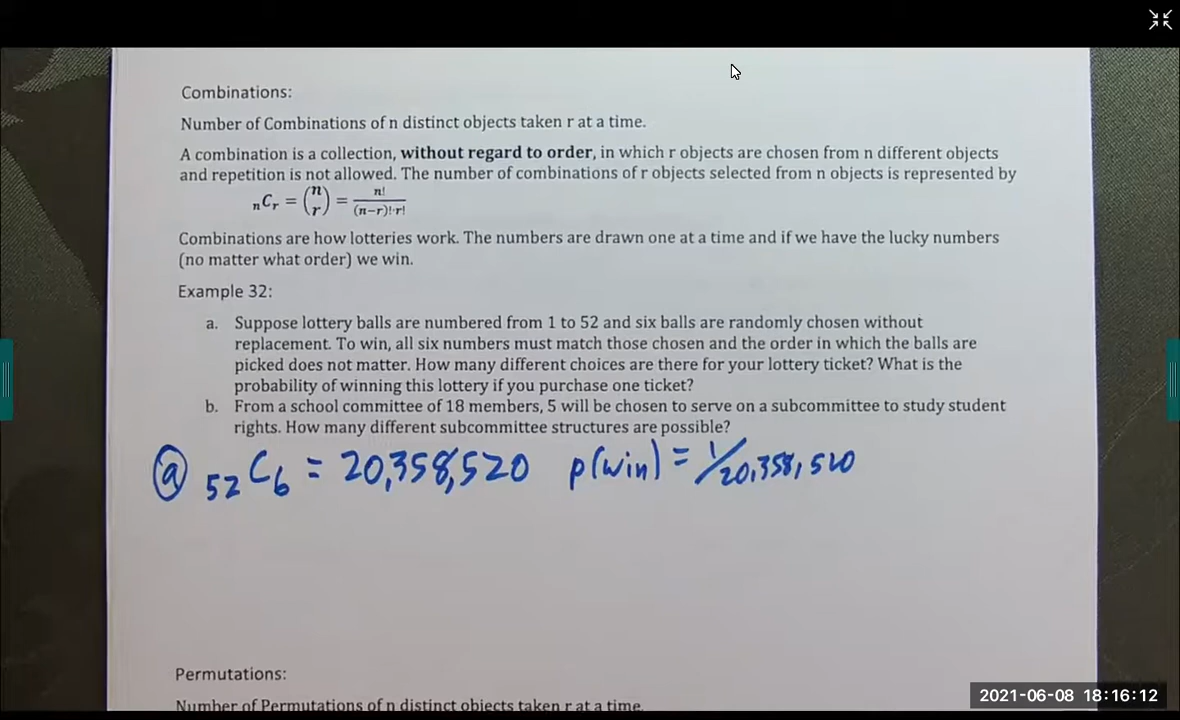 Combinations:
Number of Combinations of n distinct objects taken r at a time.
A combination is a collection, without regard to order, in which r objects are chosen from n different objects
and repetition is not allowed. The number of combinations of r objects selected from n objects is represented by
ₙCᵣ = (n r) = n! / (n−r)!·r!
Combinations are how lotteries work. The numbers are drawn one at a time and if we have the lucky numbers
(no matter what order) we win.
Example 32:
a. Suppose lottery balls are numbered from 1 to 52 and six balls are randomly chosen without
replacement. To win, all six numbers must match those chosen and the order in which the balls are
picked does not matter. How many different choices are there for your lottery ticket? What is the
probability of winning this lottery if you purchase one ticket?
b. From a school committee of 18 members, 5 will be chosen to serve on a subcommittee to study student
rights. How many different subcommittee structures are possible?
ⓐ ₅₂C₆ = 20,358,520 p(win) = 1/20,358,520
Permutations:
Number of Permutations of n distinct objects taken r at a time.
2021-06-08 18:16:12